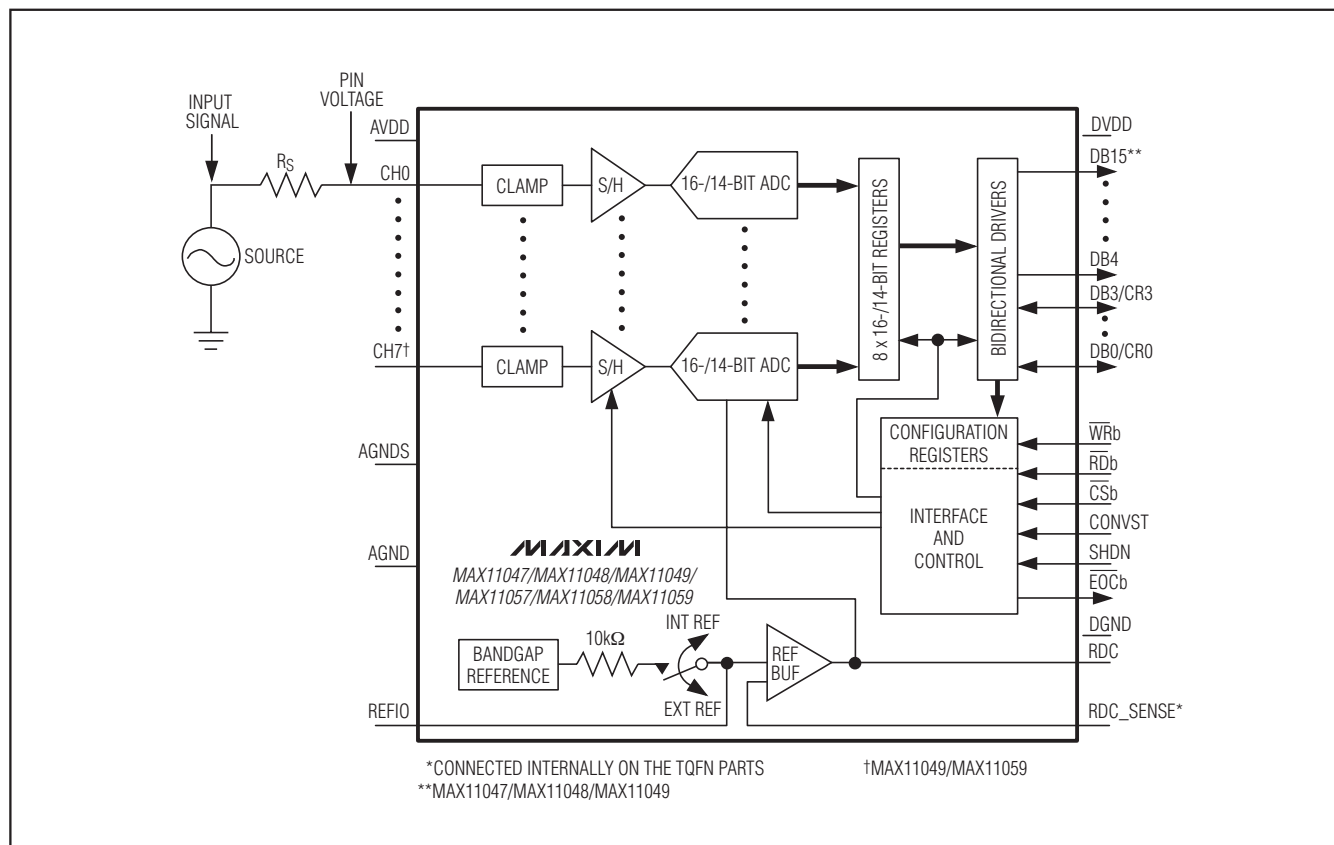 INPUT
SIGNAL
PIN
VOLTAGE
RS
SOURCE
AVDD
CH0
CH7†
AGNDS
AGND
REFIO
CLAMP
S/H
16-/14-BIT ADC
CLAMP
S/H
16-/14-BIT ADC
8 x 16-/14-BIT REGISTERS
BIDIRECTIONAL DRIVERS
CONFIGURATION
REGISTERS
INTERFACE
AND
CONTROL
MAXIM
MAX11047/MAX11048/MAX11049/
MAX11057/MAX11058/MAX11059
BANDGAP
REFERENCE
10kΩ
INT REF
EXT REF
REF
BUF
DVDD
DB15**
DB4
DB3/CR3
DB0/CR0
WRb
RDb
CSb
CONVST
SHDN
EOCb
DGND
RDC
RDC_SENSE*
*CONNECTED INTERNALLY ON THE TQFN PARTS
†MAX11049/MAX11059
**MAX11047/MAX11048/MAX11049